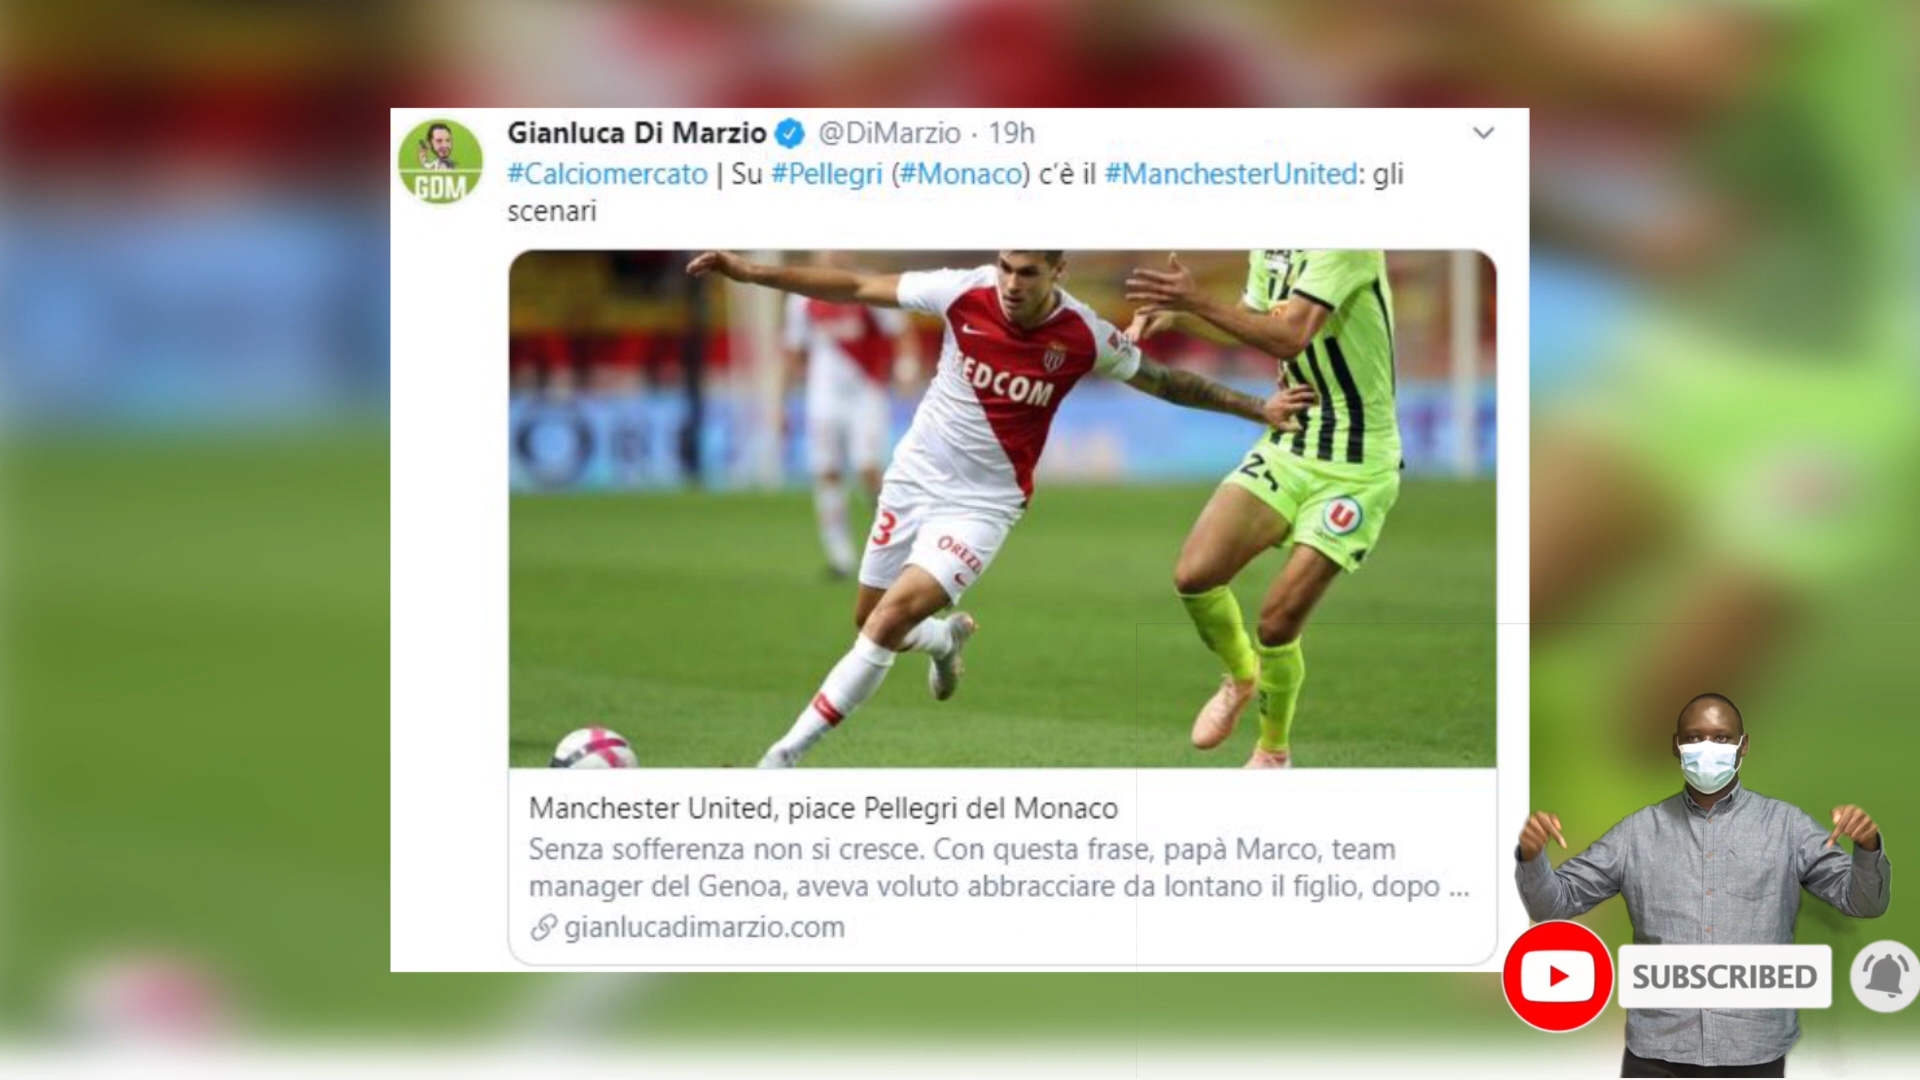 Gianluca Di Marzio @DiMarzio · 19h
#Calciomercato | Su #Pellegri (#Monaco) c'è il #ManchesterUnited: gli
scenari
GDM
EDCOM
3
OREZZ
24
U
Manchester United, piace Pellegri del Monaco
Senza sofferenza non si cresce. Con questa frase, papà Marco, team
manager del Genoa, aveva voluto abbracciare da lontano il figlio, dopo ...
gianlucadimarzio.com
SUBSCRIBED